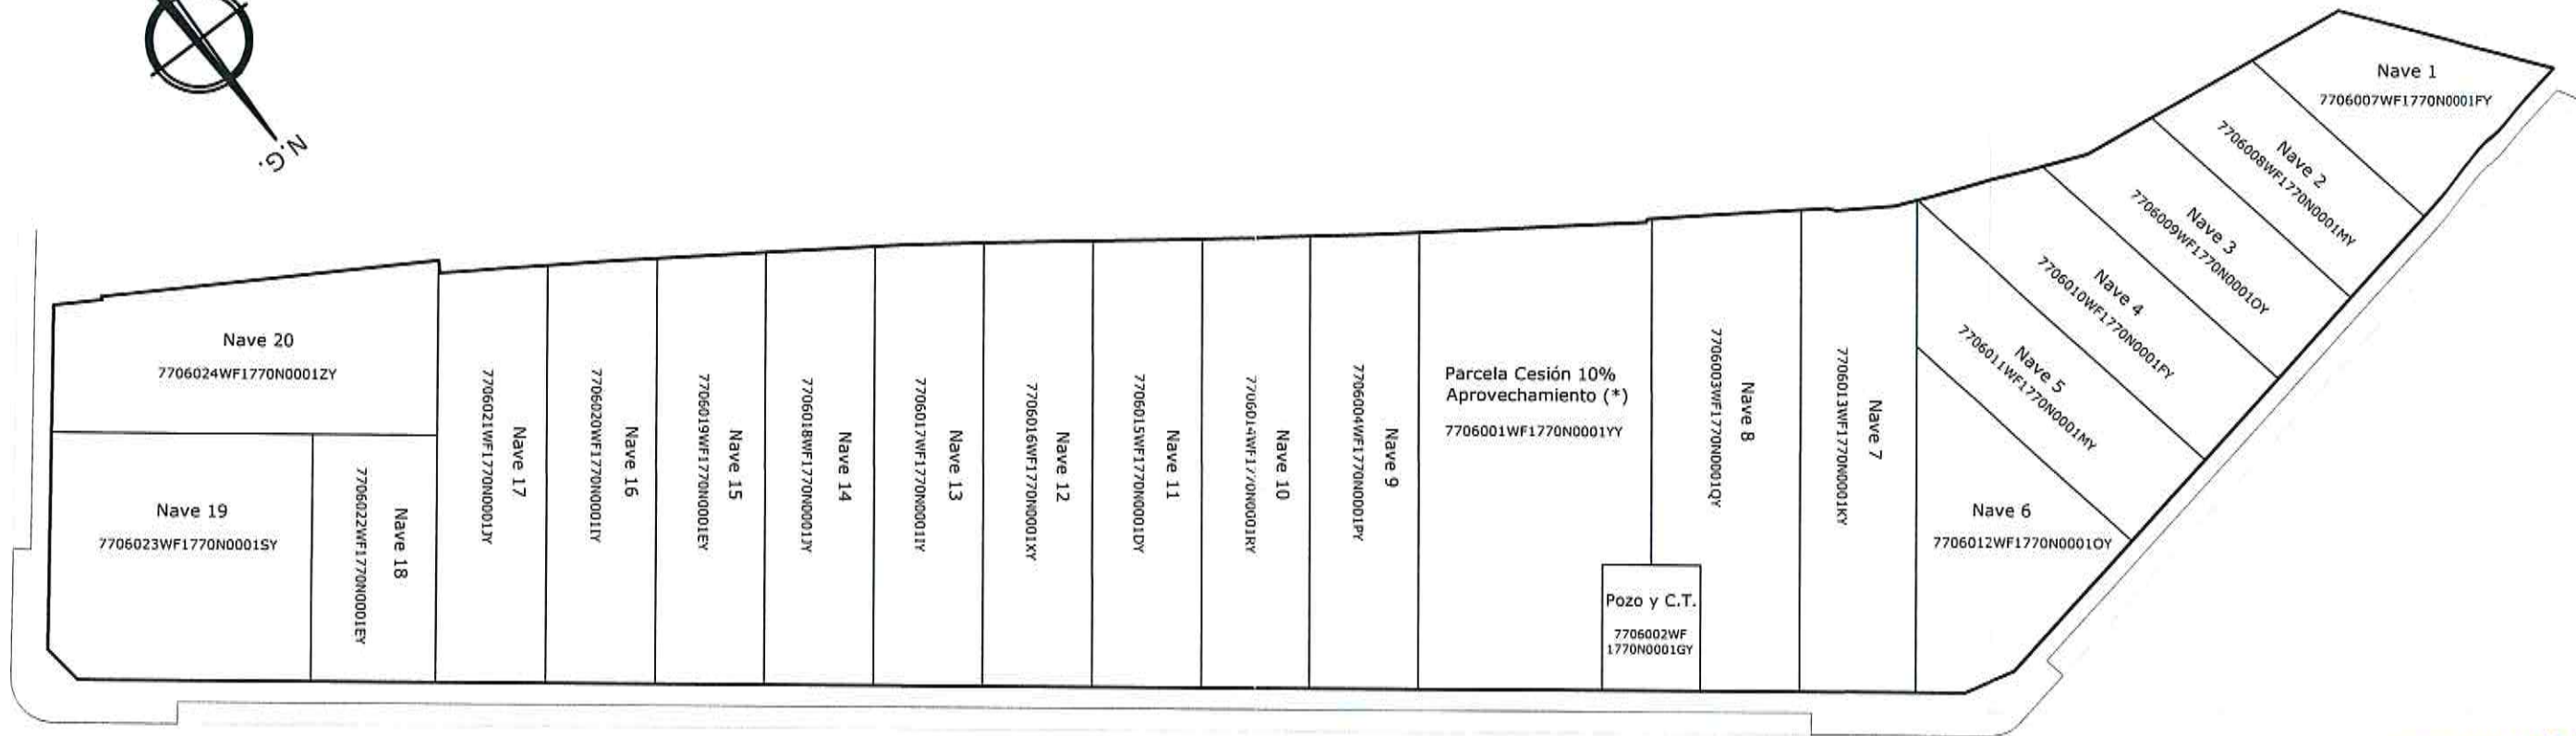 N.G.
Nave 1
7706007WF1770N0001FY
Nave 2
7706008WF1770N0001MY
Nave 3
7706009WF1770N0001OY
Nave 4
7706010WF1770N0001FY
Nave 5
7706011WF1770N0001MY
Nave 6
7706012WF1770N0001OY
Nave 7
7706013WF1770N0001KY
Nave 8
7706003WF1770N0001QY
Parcela Cesión 10%
Aprovechamiento (*)
7706001WF1770N0001YY
Pozo y C.T.
7706002WF
1770N0001GY
Nave 9
7706004WF1770N0001PY
Nave 10
7706014WF1770N0001RY
Nave 11
7706015WF1770N0001DY
Nave 12
7706016WF1770N0001XY
Nave 13
7706017WF1770N0001IY
Nave 14
7706018WF1770N0001JY
Nave 15
7706019WF1770N0001EY
Nave 16
7706020WF1770N0001IY
Nave 17
7706021WF1770N0001JY
Nave 18
7706022WF1770N0001EY
Nave 19
7706023WF1770N0001SY
Nave 20
7706024WF1770N0001ZY